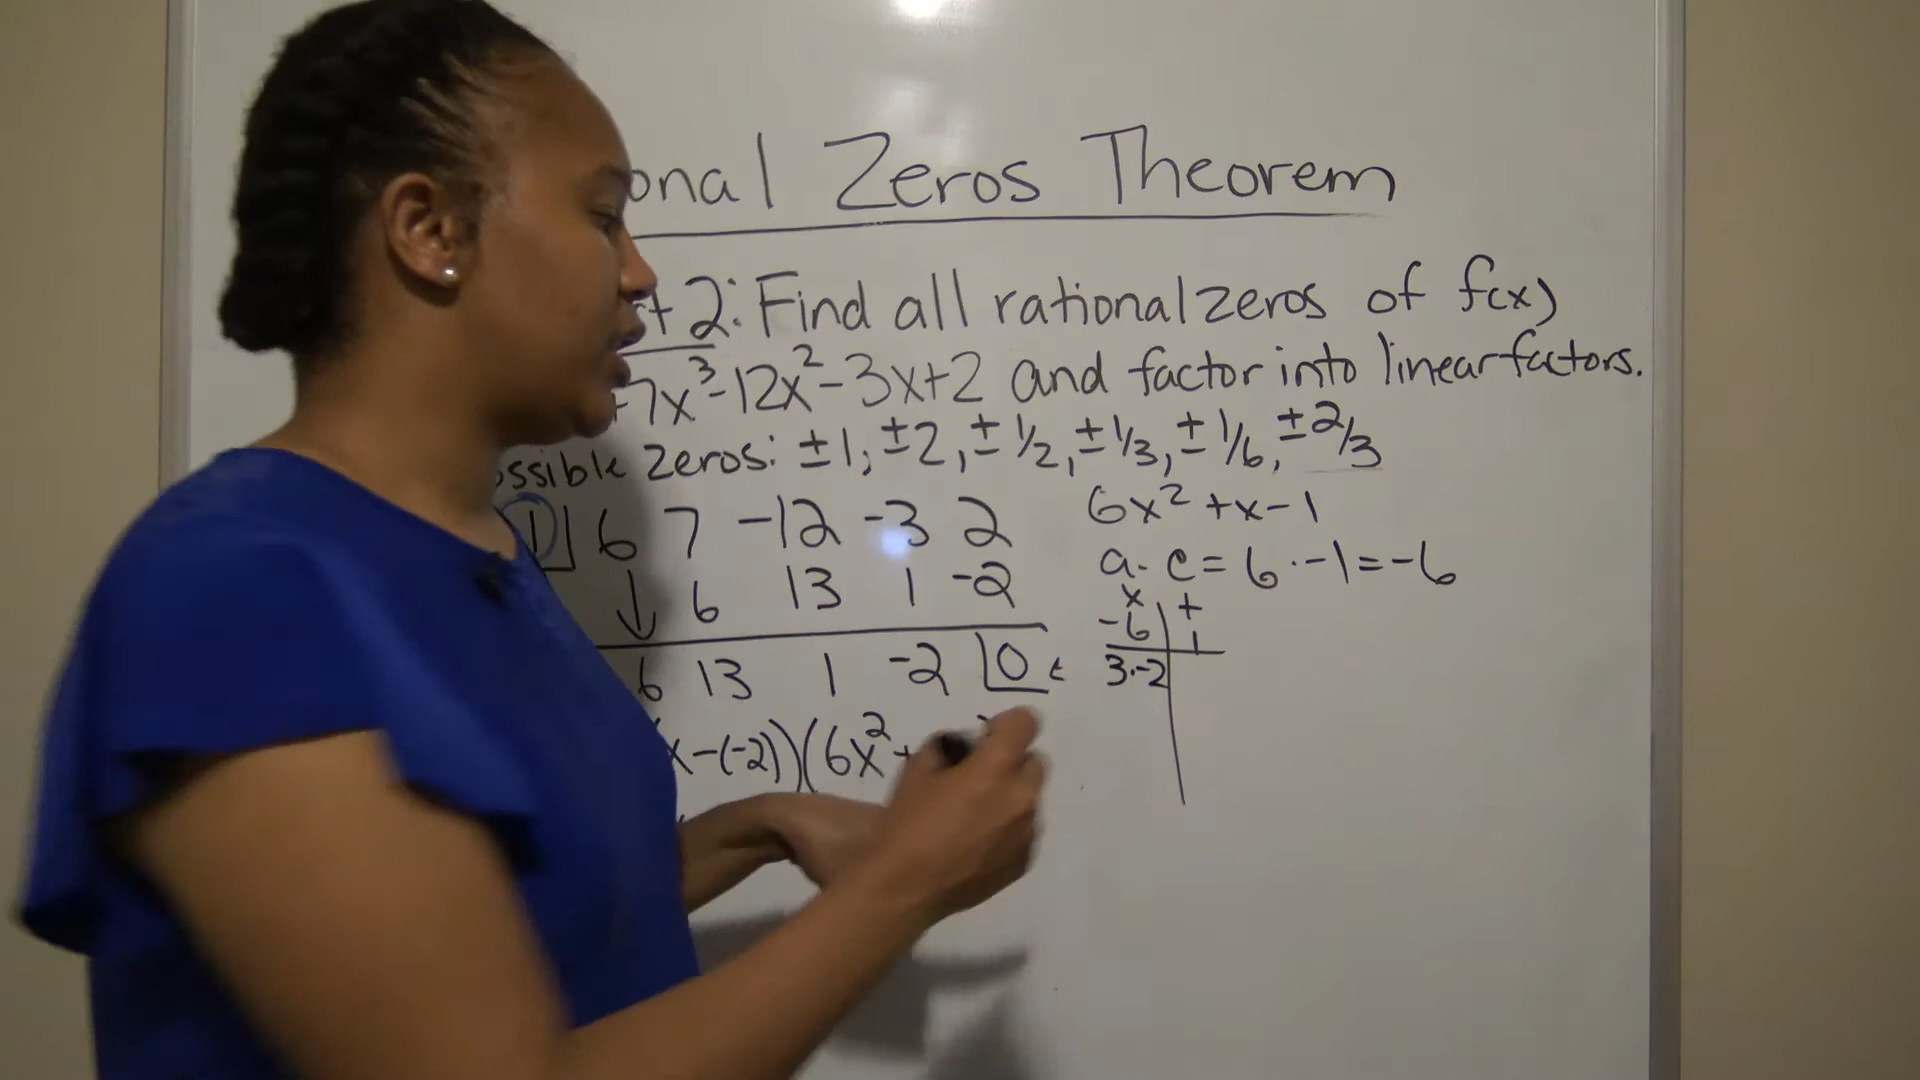 onal Zeros Theorem
+ 2: Find all rational zeros of f(x)
+7x³-12x²-3x+2 and factor into linear factors.
ossible zeros: ±1, ±2, ± 1/2, ± 1/3, ± 1/6, ± 2/3
1 6 7 -12 -3 2
↓ 6 13 1 -2
6 13 1 -2 0
x-(-2))(6x²+
6x² +x-1
a. c = 6 · -1 = -6
x +
-6 1
3·-2